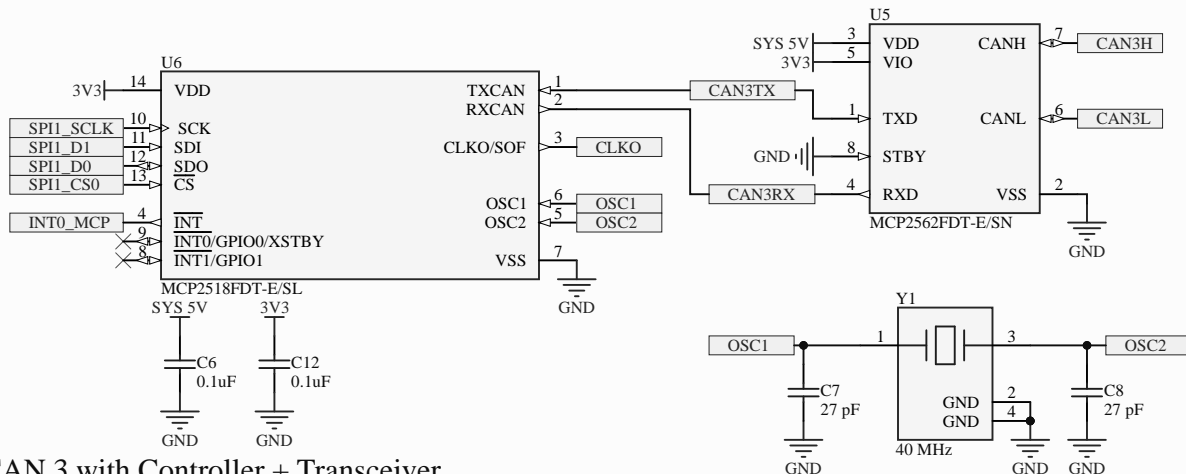 U6
3V3
14
VDD
SPI1_SCLK
10
SCK
SPI1_D1
11
SDI
SPI1_D0
12
SDO
SPI1_CS0
13
CS
INT0_MCP
4
INT
9
INT0/GPIO0/XSTBY
8
INT1/GPIO1
TXCAN
1
RXCAN
2
CLKO/SOF
3
CLKO
OSC1
6
OSC1
OSC2
5
OSC2
VSS
7
GND
MCP2518FDT-E/SL
CAN3TX
CAN3RX
U5
SYS 5V
3
VDD
3V3
5
VIO
1
TXD
GND
8
STBY
4
RXD
CANH
7
CAN3H
CANL
6
CAN3L
VSS
2
GND
MCP2562FDT-E/SN
SYS 5V
C6
0.1uF
GND
3V3
C12
0.1uF
GND
Y1
OSC1
1
3
OSC2
C7
27 pF
GND
GND
2
GND
4
40 MHz
GND
C8
27 pF
GND
CAN 3 with Controller + Transceiver